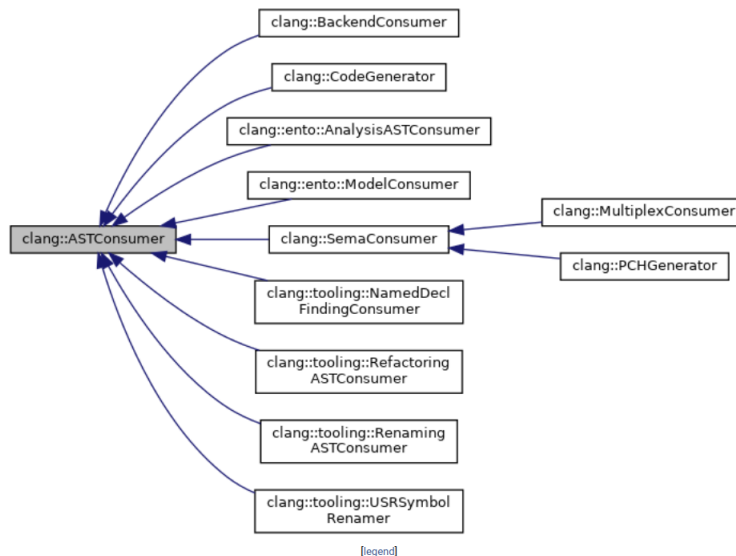 clang::BackendConsumer
clang::CodeGenerator
clang::ento::AnalysisASTConsumer
clang::ento::ModelConsumer
clang::MultiplexConsumer
clang::ASTConsumer
clang::SemaConsumer
clang::PCHGenerator
clang::tooling::NamedDecl
FindingConsumer
clang::tooling::Refactoring
ASTConsumer
clang::tooling::Renaming
ASTConsumer
clang::tooling::USRSymbol
Renamer
[legend]